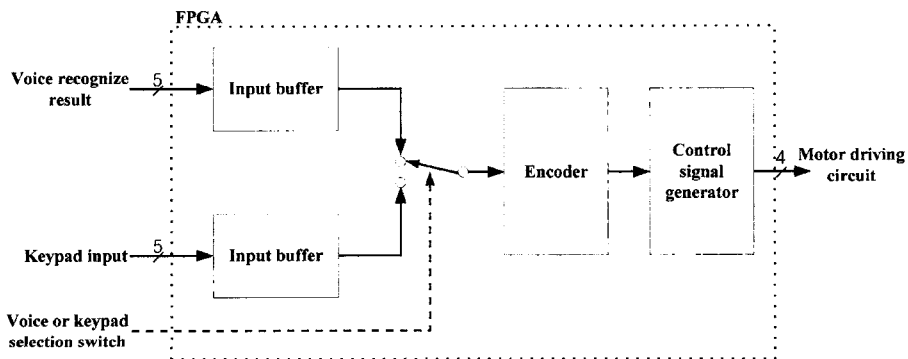 FPGA
Voice recognize
result
5
Input buffer
Encoder
Control
signal
generator
4
Motor driving
circuit
Keypad input
5
Input buffer
Voice or keypad
selection switch